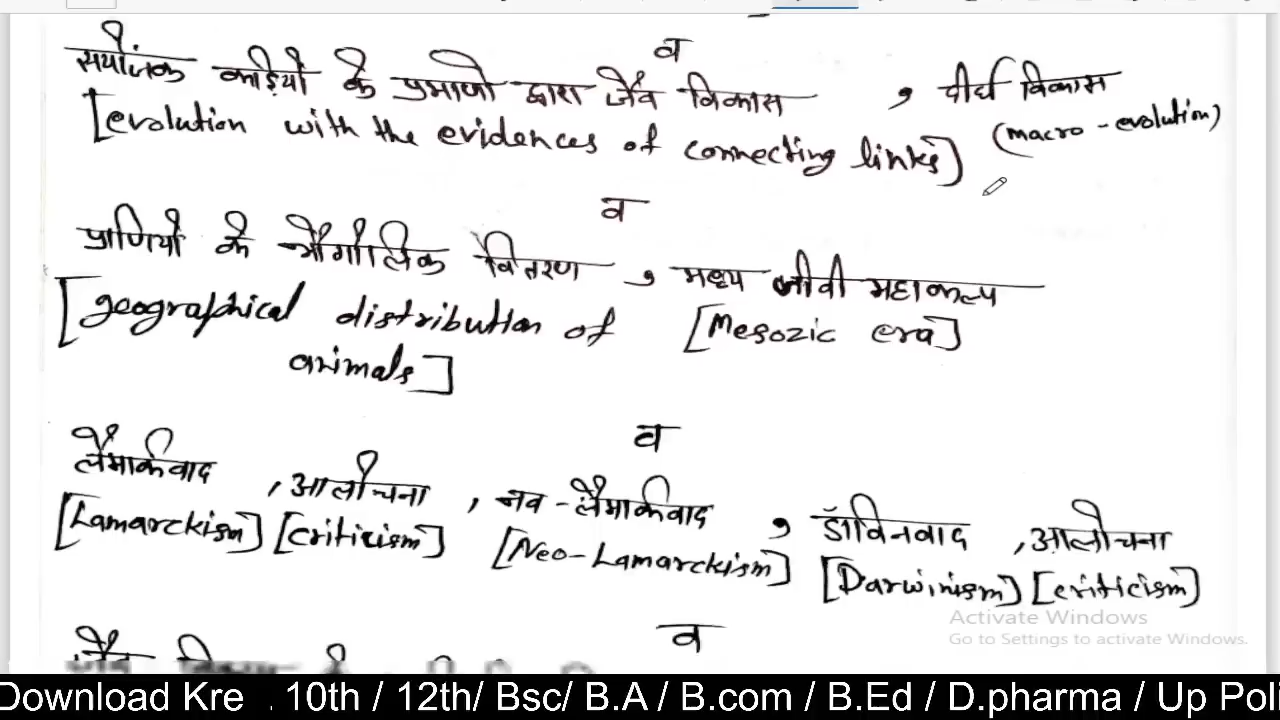 व
संयोजक कड़ियों के प्रमाणो द्वारा जैव विकास , दीर्घ विकास
[evolution with the evidences of connecting links] (macro - evolution)
व
प्राणियों के भौगोलिक वितरण , मध्य जीवी महाकल्प
[geographical distribution of animals] [Mesozic era]
व
लैमार्कवाद , आलोचना , नव - लैमार्कवाद , डार्विनवाद , आलोचना
[Lamarckism] [criticism] [Neo-Lamarckism] [Darwinism] [criticism]
Activate Windows
Go to Settings to activate Windows.
व
Download Kre . 10th / 12th/ Bsc/ B.A / B.com / B.Ed / D.pharma / Up Pol